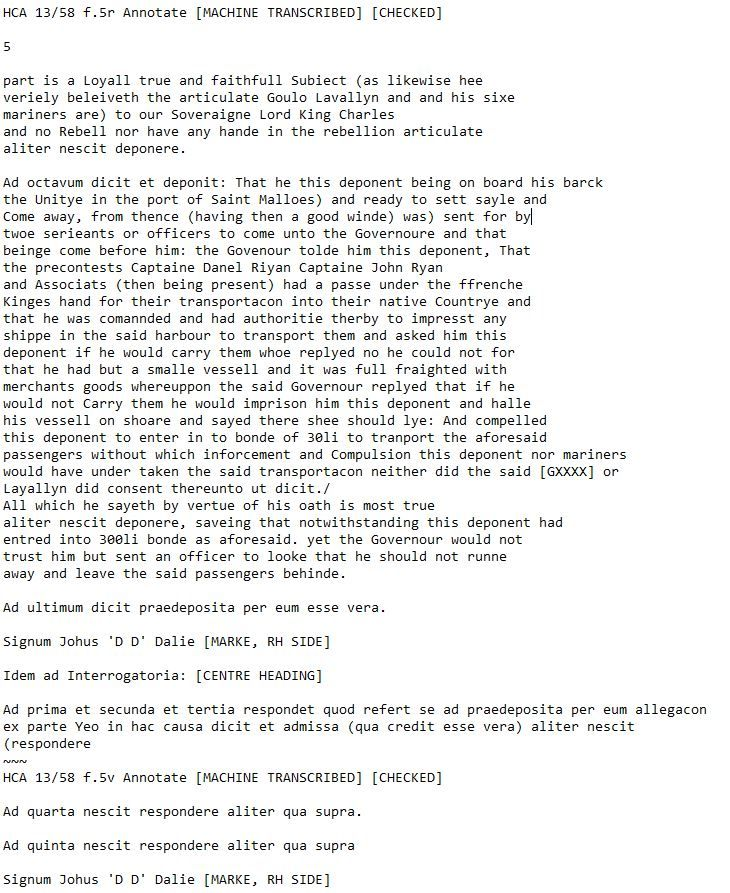 HCA 13/58 f.5r Annotate [MACHINE TRANSCRIBED] [CHECKED]
5
part is a Loyall true and faithfull Subiect (as likewise hee
veriely beleiveth the articulate Goulo Lavallyn and and his sixe
mariners are) to our Soveraigne Lord King Charles
and no Rebell nor have any hande in the rebellion articulate
aliter nescit deponere.
Ad octavum dicit et deponit: That he this deponent being on board his barck
the Unitye in the port of Saint Malloes) and ready to sett sayle and
Come away, from thence (having then a good winde) was) sent for by
twoe serieants or officers to come unto the Governoure and that
beinge come before him: the Govenour tolde him this deponent, That
the precontests Captaine Danel Riyan Captaine John Ryan
and Associats (then being present) had a passe under the ffrenche
Kinges hand for their transportacon into their native Countrye and
that he was comannded and had authoritie therby to impresst any
shippe in the said harbour to transport them and asked him this
deponent if he would carry them whoe replyed no he could not for
that he had but a smalle vessell and it was full fraighted with
merchants goods whereuppon the said Governour replyed that if he
would not Carry them he would imprison him this deponent and halle
his vessell on shoare and sayed there shee should lye: And compelled
this deponent to enter in to bonde of 30li to tranport the aforesaid
passengers without which inforcement and Compulsion this deponent nor mariners
would have under taken the said transportacon neither did the said [GXXXX] or
Layallyn did consent thereunto ut dicit./
All which he sayeth by vertue of his oath is most true
aliter nescit deponere, saveing that notwithstanding this deponent had
entred into 300li bonde as aforesaid. yet the Governour would not
trust him but sent an officer to looke that he should not runne
away and leave the said passengers behinde.
Ad ultimum dicit praedeposita per eum esse vera.
Signum Johus 'D D' Dalie [MARKE, RH SIDE]
Idem ad Interrogatoria: [CENTRE HEADING]
Ad prima et secunda et tertia respondet quod refert se ad praedeposita per eum allegacon
ex parte Yeo in hac causa dicit et admissa (qua credit esse vera) aliter nescit
(respondere
~~~
HCA 13/58 f.5v Annotate [MACHINE TRANSCRIBED] [CHECKED]
Ad quarta nescit respondere aliter qua supra.
Ad quinta nescit respondere aliter qua supra
Signum Johus 'D D' Dalie [MARKE, RH SIDE]